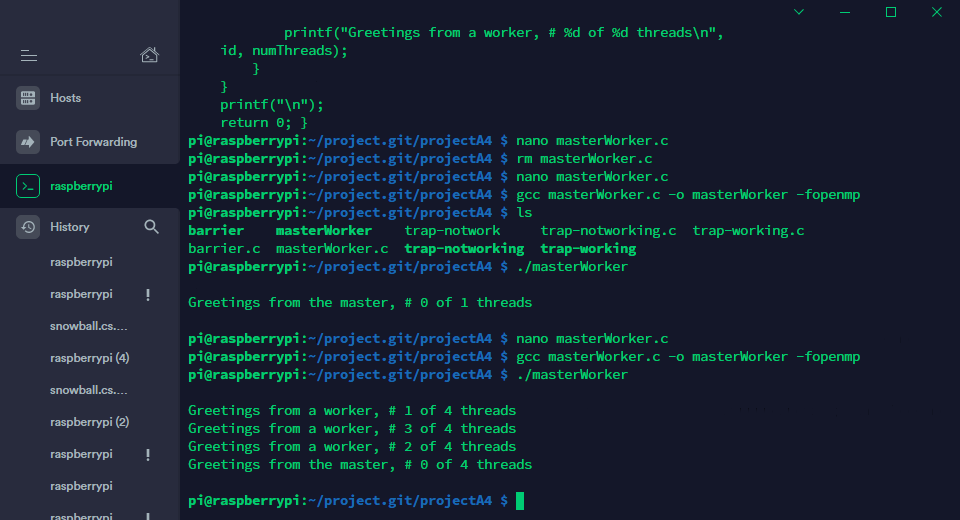 Hosts
Port Forwarding
raspberrypi
History
raspberrypi
raspberrypi !
snowball.cs....
raspberrypi (4)
snowball.cs....
raspberrypi (2)
raspberrypi !
raspberrypi
raspberrypi !
printf("Greetings from a worker, # %d of %d threads\n",
id, numThreads);
}
}
printf("\n");
return 0; }
pi@raspberrypi:~/project.git/projectA4 $ nano masterWorker.c
pi@raspberrypi:~/project.git/projectA4 $ rm masterWorker.c
pi@raspberrypi:~/project.git/projectA4 $ nano masterWorker.c
pi@raspberrypi:~/project.git/projectA4 $ gcc masterWorker.c -o masterWorker -fopenmp
pi@raspberrypi:~/project.git/projectA4 $ ls
barrier masterWorker trap-notwork trap-notworking.c trap-working.c
barrier.c masterWorker.c trap-notworking trap-working
pi@raspberrypi:~/project.git/projectA4 $ ./masterWorker
Greetings from the master, # 0 of 1 threads
pi@raspberrypi:~/project.git/projectA4 $ nano masterWorker.c
pi@raspberrypi:~/project.git/projectA4 $ gcc masterWorker.c -o masterWorker -fopenmp
pi@raspberrypi:~/project.git/projectA4 $ ./masterWorker
Greetings from a worker, # 1 of 4 threads
Greetings from a worker, # 3 of 4 threads
Greetings from a worker, # 2 of 4 threads
Greetings from the master, # 0 of 4 threads
pi@raspberrypi:~/project.git/projectA4 $